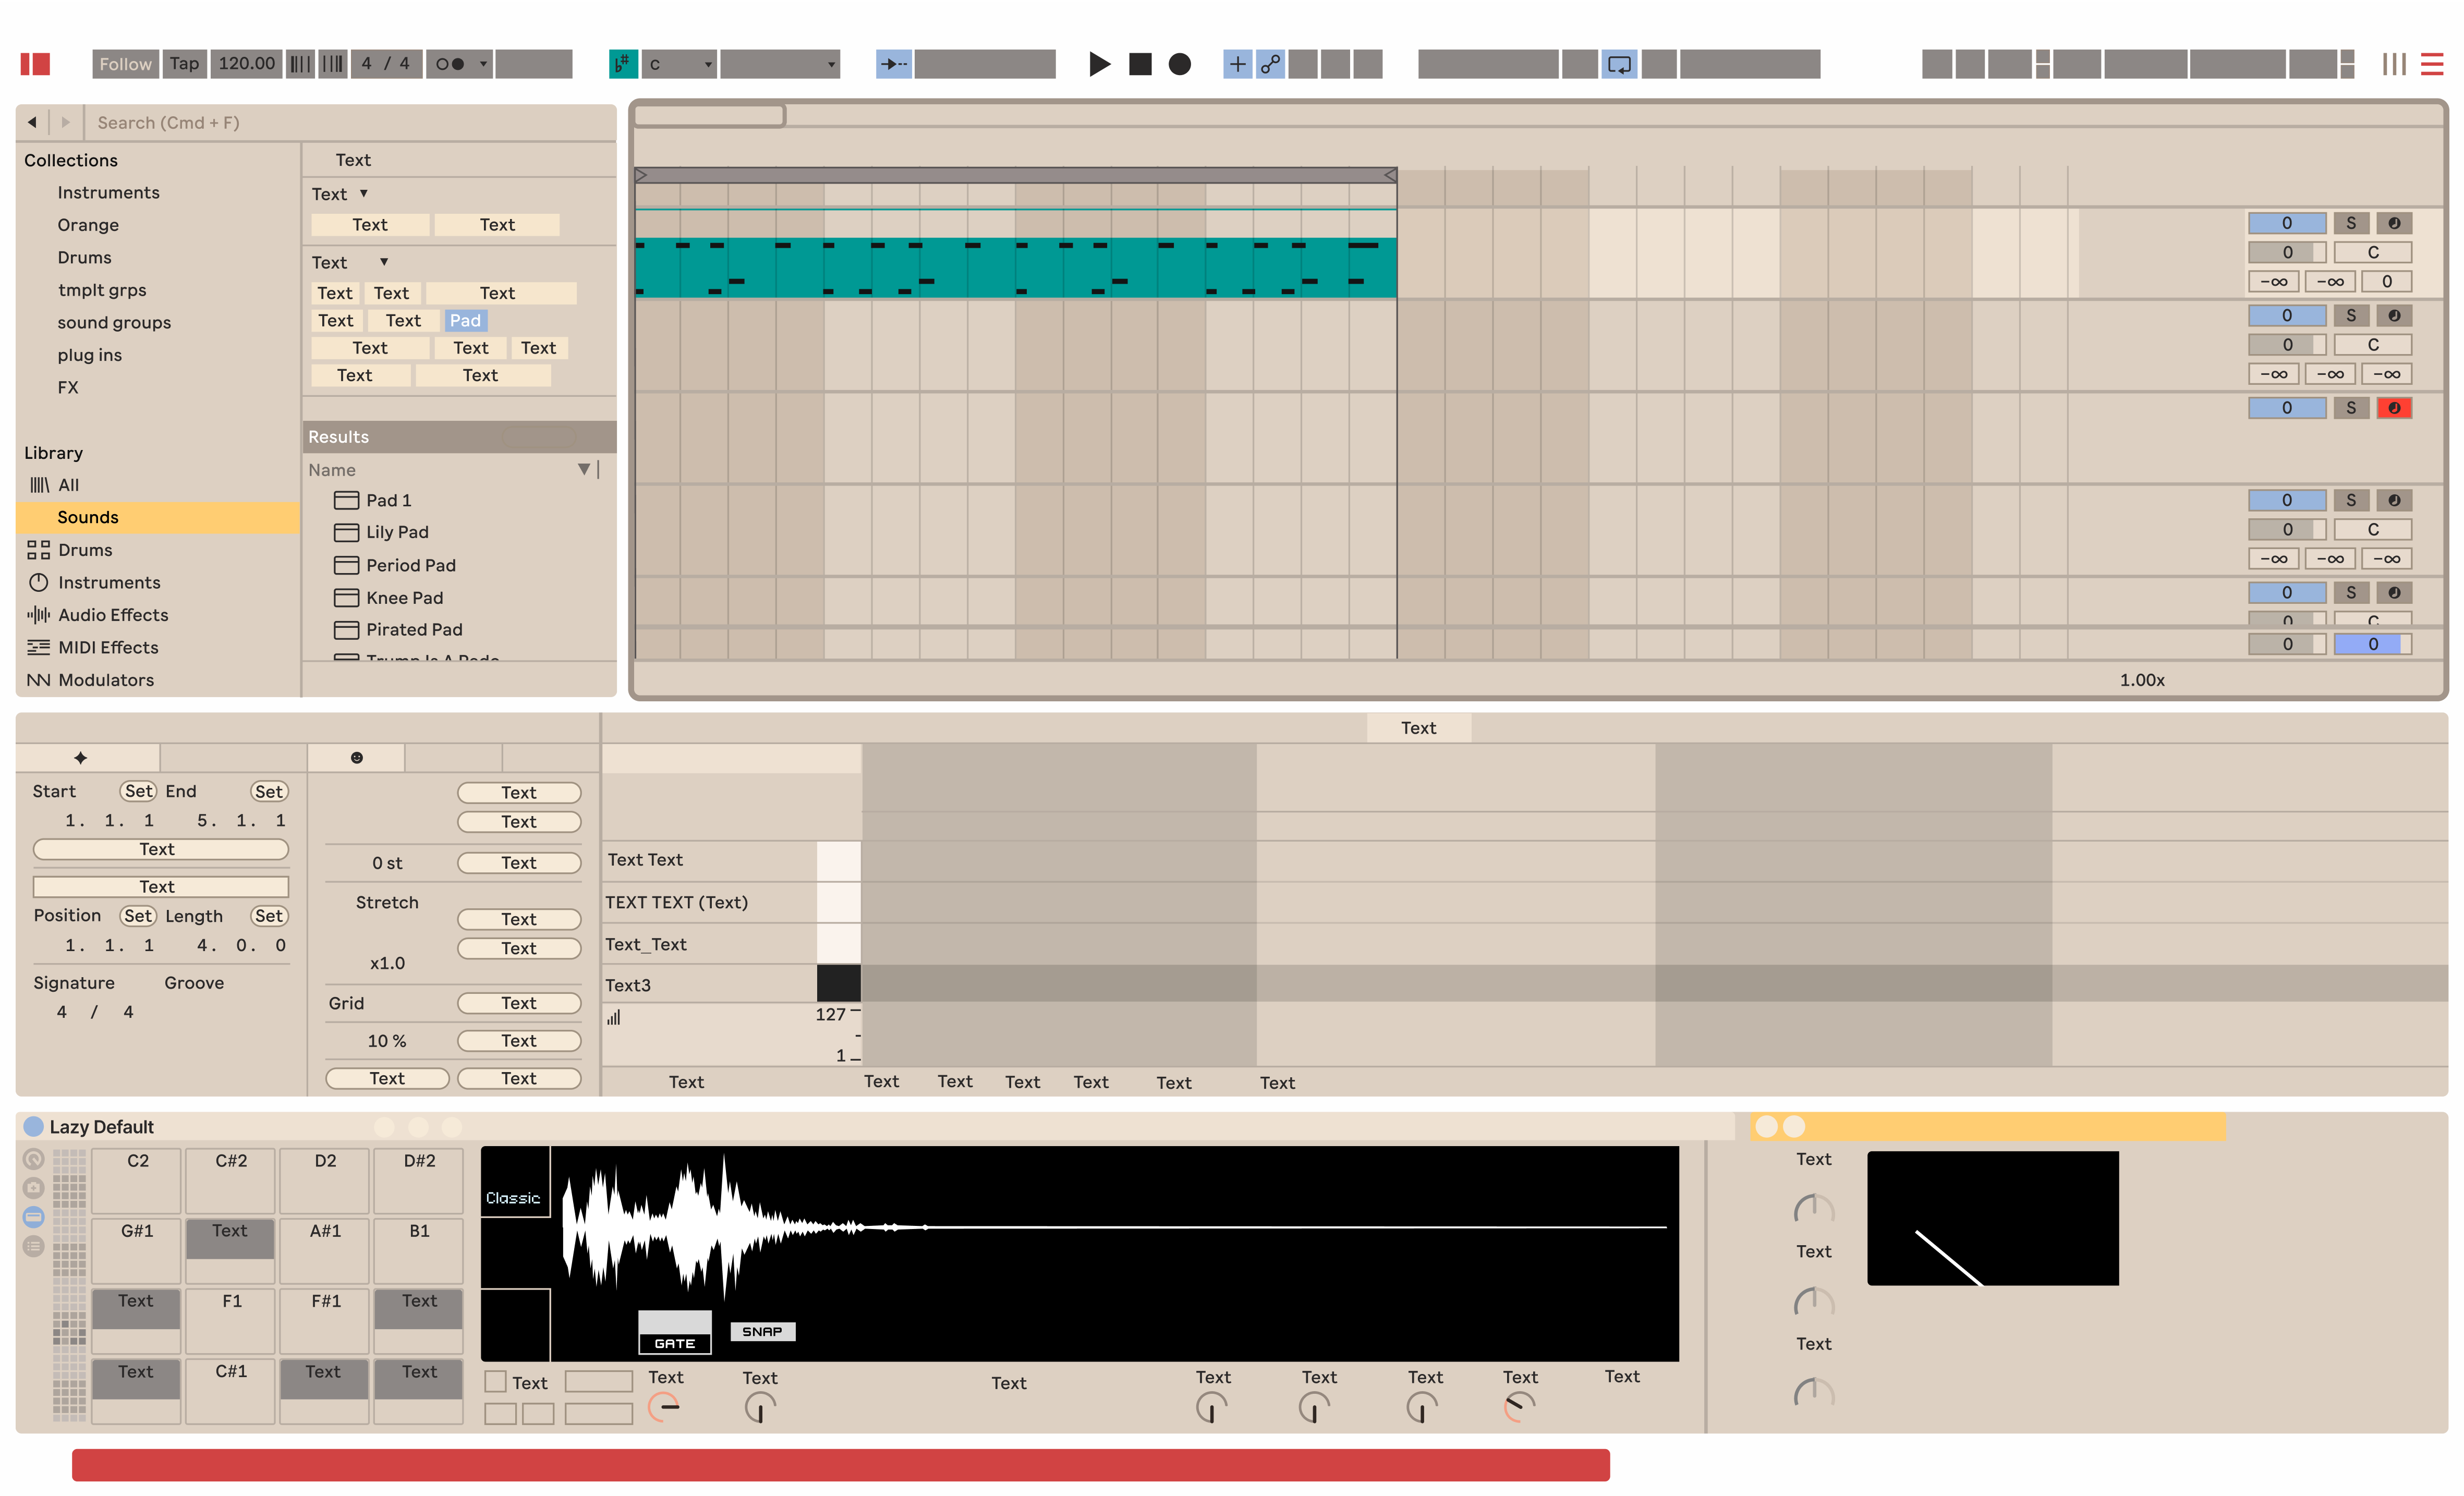 Follow Tap 120.00 4 / 4 C
Search (Cmd + F)
Collections
Instruments
Orange
Drums
tmplt grps
sound groups
plug ins
FX
Library
All
Sounds
Drums
Instruments
Audio Effects
MIDI Effects
Modulators
Text
Text
Text Text
Text
Text Text Text
Text Text Pad
Text Text Text
Text Text
Results
Name
Pad 1
Lily Pad
Period Pad
Knee Pad
Pirated Pad
0 S
0 C
-∞ -∞ 0
0 S
0 C
-∞ -∞ -∞
0 S
0 S
0 C
-∞ -∞ -∞
0 S
0 C
0 0
1.00x
Start Set End Set
1. 1. 1 5. 1. 1
Text
Text
Position Set Length Set
1. 1. 1 4. 0. 0
Signature Groove
4 / 4
Text
Text
0 st Text
Stretch
Text
Text
x1.0
Grid Text
10 % Text
Text Text
Text
Text Text
TEXT TEXT (Text)
Text_Text
Text3
127
1
Text Text Text Text Text Text Text
Lazy Default
C2 C#2 D2 D#2
G#1 Text A#1 B1
Text F1 F#1 Text
Text C#1 Text Text
Classic
GATE SNAP
Text Text Text Text Text Text Text Text Text
Text
Text
Text